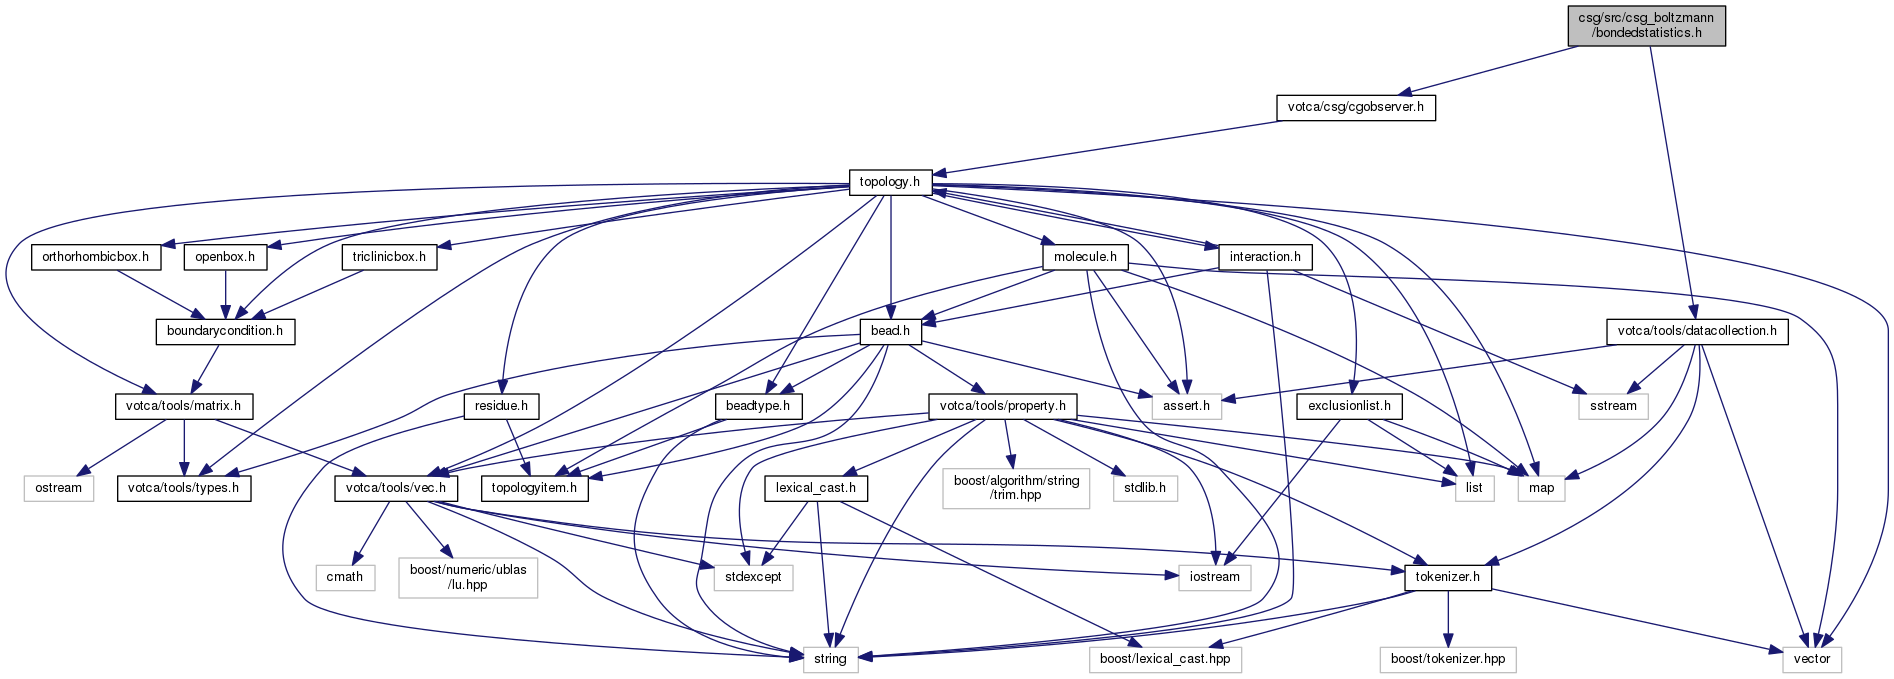 csg/src/csg_boltzmann
/bondedstatistics.h
votca/csg/cgobserver.h
topology.h
orthorhombicbox.h
openbox.h
triclinicbox.h
molecule.h
interaction.h
boundarycondition.h
bead.h
votca/tools/datacollection.h
votca/tools/matrix.h
residue.h
beadtype.h
votca/tools/property.h
assert.h
exclusionlist.h
sstream
ostream
votca/tools/types.h
votca/tools/vec.h
topologyitem.h
lexical_cast.h
boost/algorithm/string
/trim.hpp
stdlib.h
list
map
cmath
boost/numeric/ublas
/lu.hpp
stdexcept
iostream
tokenizer.h
string
boost/lexical_cast.hpp
boost/tokenizer.hpp
vector